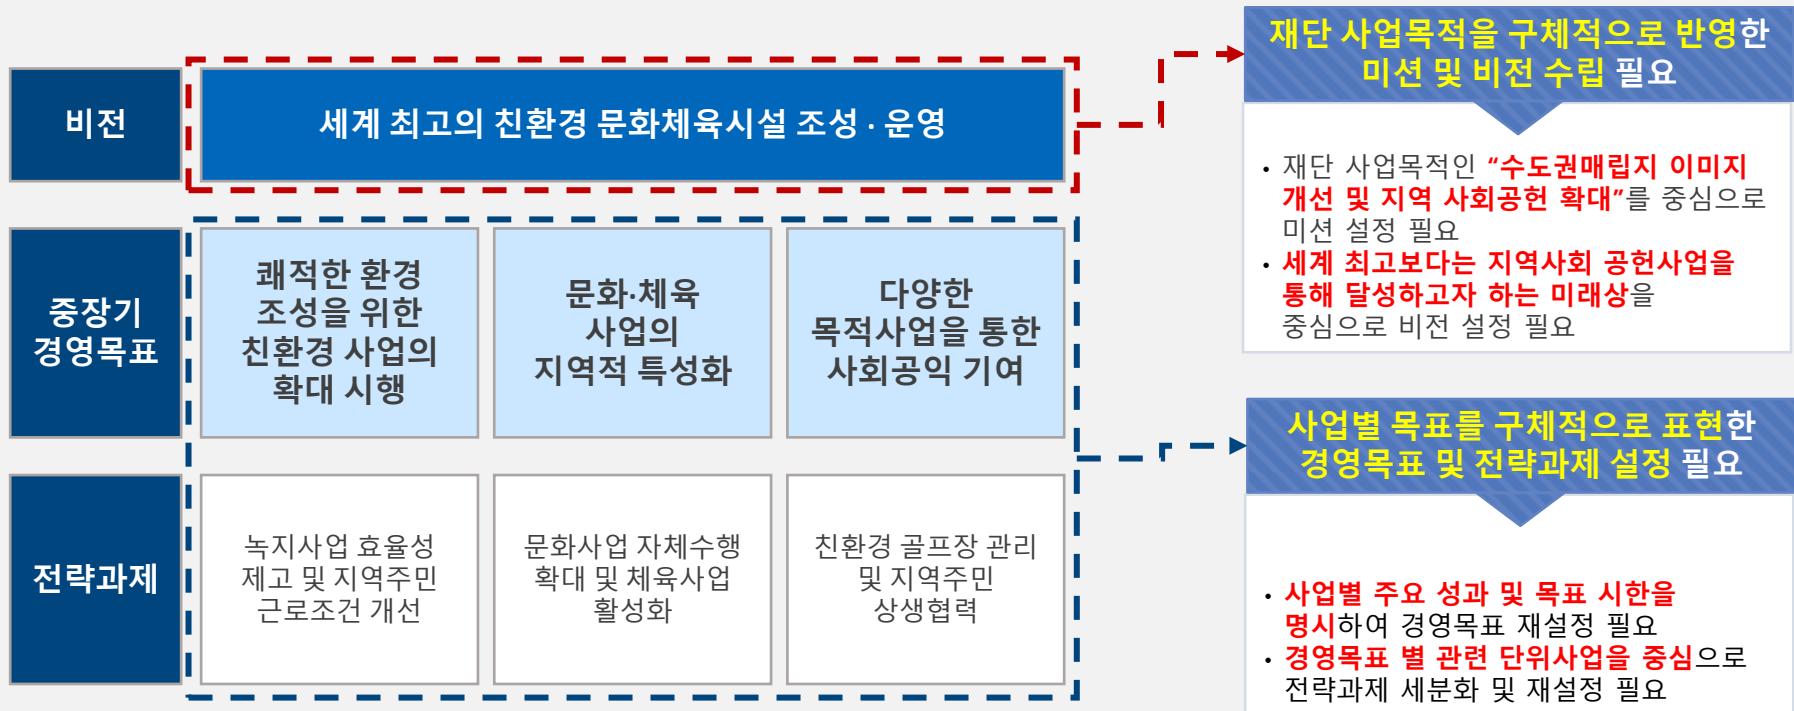 비전
세계 최고의 친환경 문화체육시설 조성 · 운영
중장기
경영목표
쾌적한 환경
조성을 위한
친환경 사업의
확대 시행
문화·체육
사업의
지역적 특성화
다양한
목적사업을 통한
사회공익 기여
전략과제
녹지사업 효율성
제고 및 지역주민
근로조건 개선
문화사업 자체수행
확대 및 체육사업
활성화
친환경 골프장 관리
및 지역주민
상생협력
재단 사업목적을 구체적으로 반영한
미션 및 비전 수립 필요
• 재단 사업목적인 “수도권매립지 이미지
개선 및 지역 사회공헌 확대”를 중심으로
미션 설정 필요
• 세계 최고보다는 지역사회 공헌사업을
통해 달성하고자 하는 미래상을
중심으로 비전 설정 필요
사업별 목표를 구체적으로 표현한
경영목표 및 전략과제 설정 필요
• 사업별 주요 성과 및 목표 시한을
명시하여 경영목표 재설정 필요
• 경영목표 별 관련 단위사업을 중심으로
전략과제 세분화 및 재설정 필요